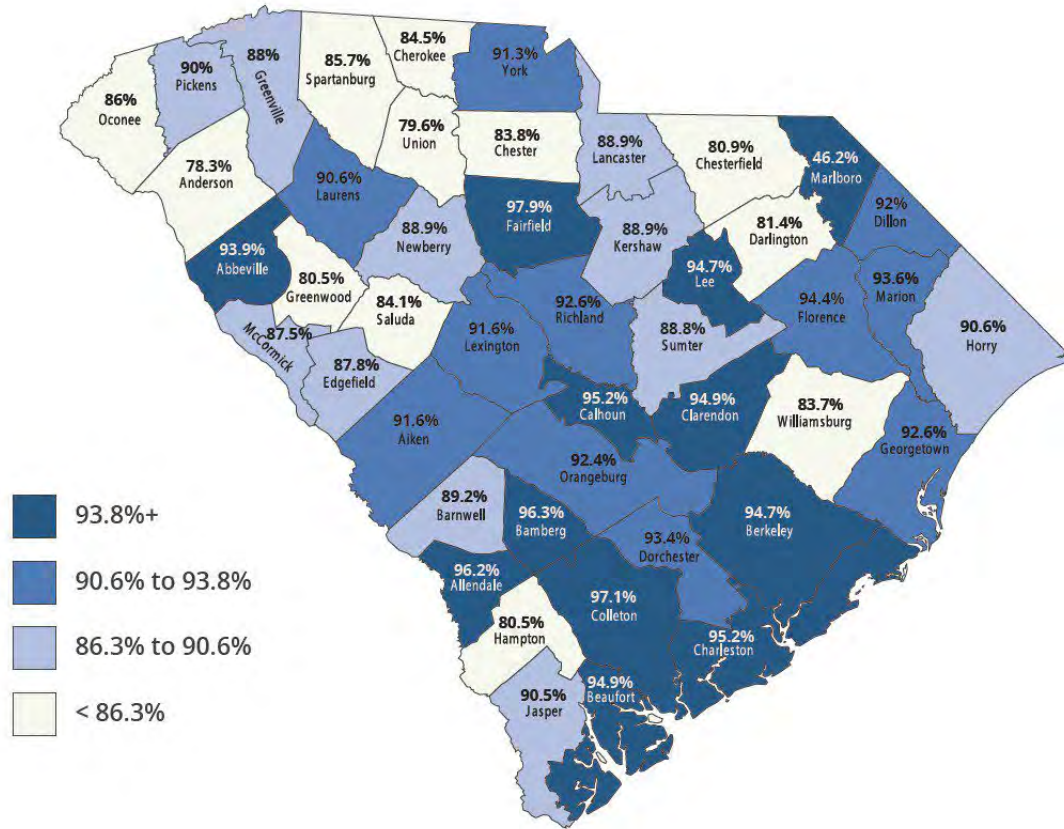 84.5%
Cherokee
88%
Greenville
85.7%
Spartanburg
91.3%
York
90%
Pickens
86%
Oconee
79.6%
Union
83.8%
Chester
88.9%
Lancaster
80.9%
Chesterfield
46.2%
Marlboro
78.3%
Anderson
90.6%
Laurens
92%
Dillon
97.9%
Fairfield
88.9%
Newberry
88.9%
Kershaw
81.4%
Darlington
93.9%
Abbeville
80.5%
Greenwood
94.7%
Lee
93.6%
Marion
84.1%
Saluda
92.6%
Richland
94.4%
Florence
87.5%
McCormick
91.6%
Lexington
88.8%
Sumter
90.6%
Horry
87.8%
Edgefield
95.2%
Calhoun
94.9%
Clarendon
83.7%
Williamsburg
91.6%
Aiken
92.6%
Georgetown
92.4%
Orangeburg
89.2%
Barnwell
96.3%
Bamberg
94.7%
Berkeley
93.4%
Dorchester
96.2%
Allendale
97.1%
Colleton
80.5%
Hampton
95.2%
Charleston
94.9%
Beaufort
90.5%
Jasper
93.8%+
90.6% to 93.8%
86.3% to 90.6%
< 86.3%